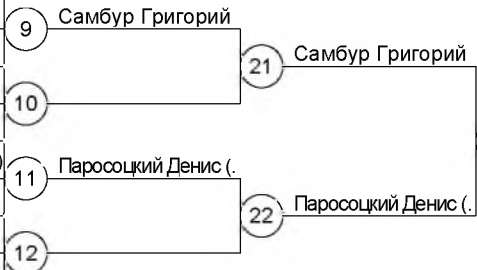 9 Самбур Григорий
21 Самбур Григорий
10
11 Паросоцкий Денис (.
22 Паросоцкий Денис (.
12